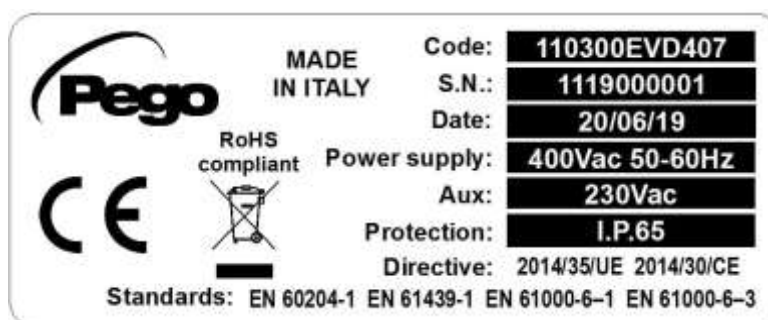 Pego
MADE
IN ITALY
RoHS
compliant
CE
Code: 110300EVD407
S.N.: 1119000001
Date: 20/06/19
Power supply: 400Vac 50-60Hz
Aux: 230Vac
Protection: I.P.65
Directive: 2014/35/UE 2014/30/CE
Standards: EN 60204-1 EN 61439-1 EN 61000-6–1 EN 61000-6–3